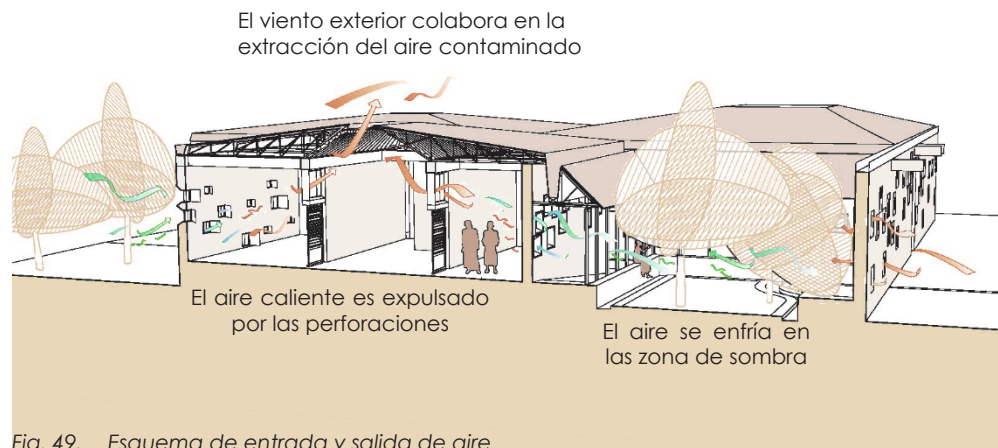 El viento exterior colabora en la
extracción del aire contaminado
El aire caliente es expulsado
por las perforaciones
El aire se enfría en
las zona de sombra
Fig. 49. Esquema de entrada y salida de aire